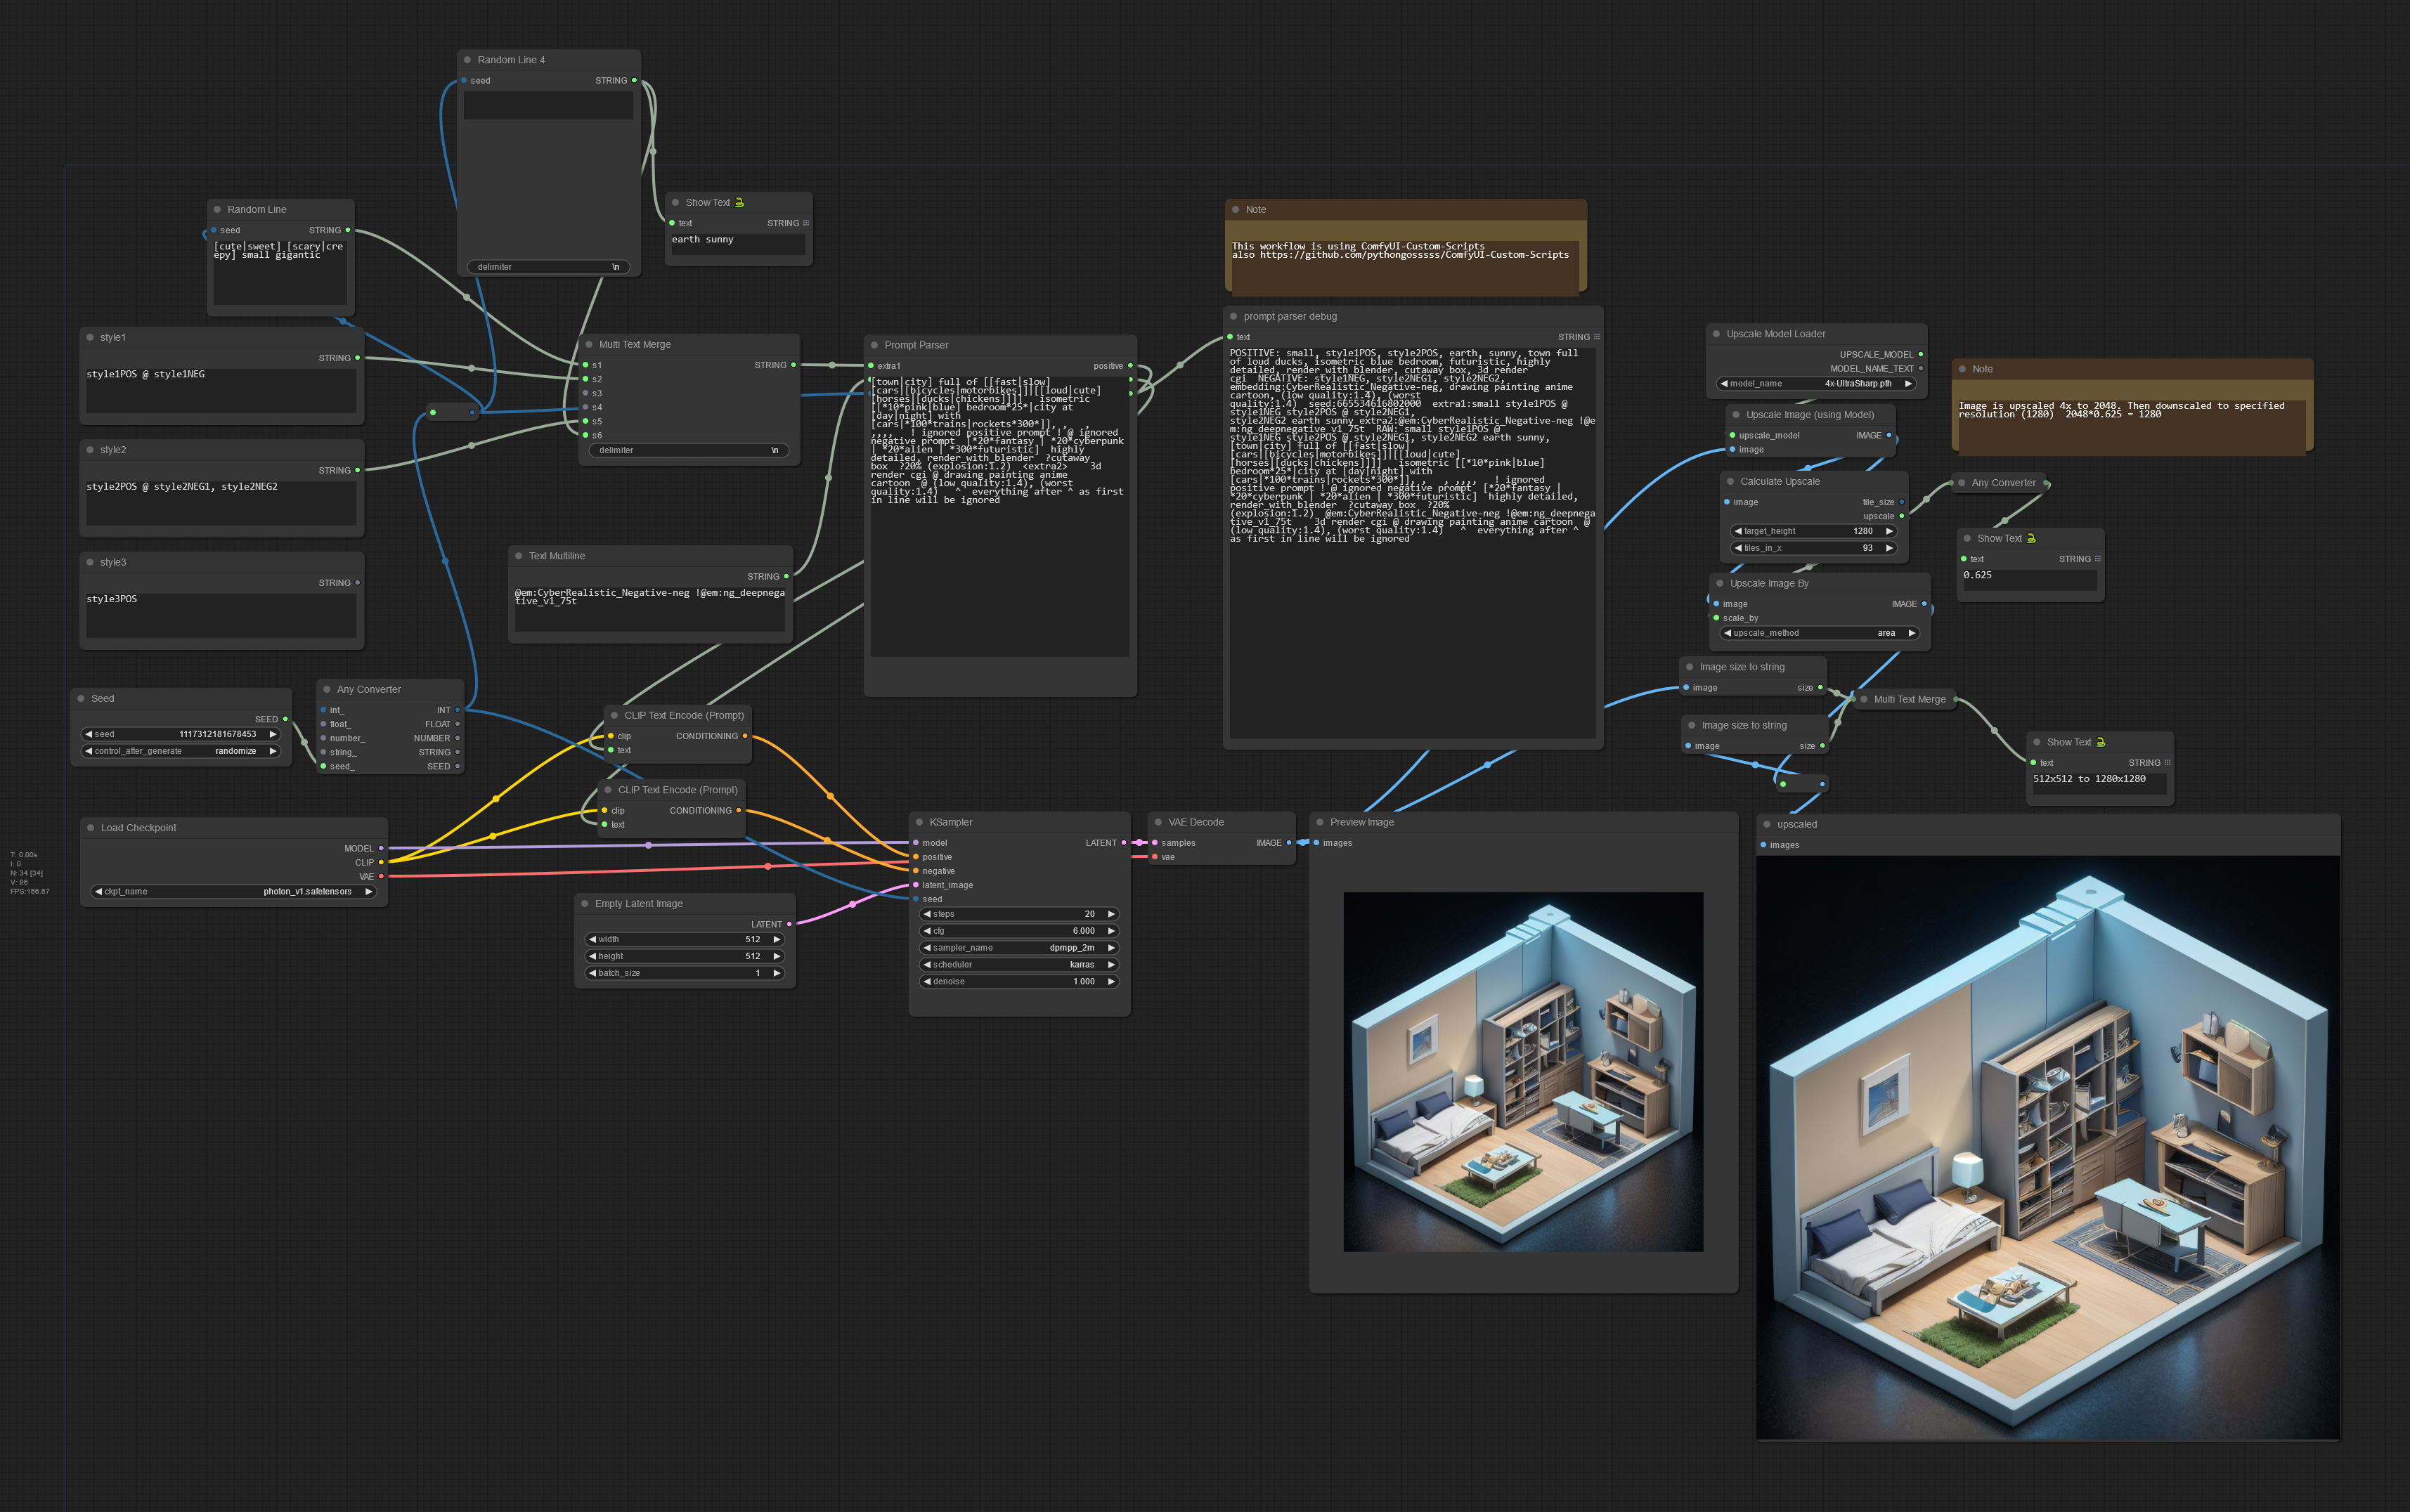 Random Line 4
seed STRING
delimiter \n
Show Text
text STRING
earth sunny
Random Line
seed STRING
[cute|sweet] [scary|cre
epy] small gigantic
style1
STRING
style1POS @ style1NEG
style2
STRING
style2POS @ style2NEG1, style2NEG2
style3
STRING
style3POS
Multi Text Merge
s1 STRING
s2
s3
s4
s5
s6
delimiter \n
Text Multiline
STRING
@em:CyberRealistic_Negative-neg !@em:ng_deepnega
tive_v1_75t
Prompt Parser
extra1 positive
[town|city] full of [[fast|slow]
[cars|[bicycles|motorbikes]]|[[loud|cute]
[horses|[ducks|chickens]]]]   isometric
[[*10*pink|blue] bedroom*25*|city at
[day|night] with
[cars|*100*trains|rockets*300*]], ,   ,
,,,,   ! ignored positive prompt ! @ ignored
negative prompt  [*20*fantasy | *20*cyberpunk
| *20*alien | *300*futuristic]  highly
detailed, render_with_blender  ?cutaway
box  ?20% (explosion:1.2)  <extra2>    3d
render cgi @ drawing painting anime
cartoon  @ (low_quality:1.4), (worst
quality:1.4)   ^  everything after ^ as first
in line will be ignored
Note
This workflow is using ComfyUI-Custom-Scripts
also https://github.com/pythongosssss/ComfyUI-Custom-Scripts
prompt parser debug
text STRING
POSITIVE: small, style1POS, style2POS, earth, sunny, town full
of loud ducks, isometric blue bedroom, futuristic, highly
detailed, render_with_blender, cutaway box, 3d render
cgi  NEGATIVE: style1NEG, style2NEG1, style2NEG2,
embedding:CyberRealistic_Negative-neg, drawing painting anime
cartoon, (low_quality:1.4), (worst
quality:1.4)  seed:665534616802000  extra1:small style1POS @
style1NEG style2POS @ style2NEG1,
style2NEG2 earth sunny extra2:@em:CyberRealistic_Negative-neg !@e
m:ng_deepnegative_v1_75t  RAW: small style1POS @
style1NEG style2POS @ style2NEG1, style2NEG2 earth sunny,
[town|city] full of [[fast|slow]
[cars|[bicycles|motorbikes]]|[[loud|cute]
[horses|[ducks|chickens]]]]   isometric [[*10*pink|blue]
bedroom*25*|city at [day|night] with
[cars|*100*trains|rockets*300*]], ,   , ,,,,   ! ignored
positive prompt ! @ ignored negative prompt  [*20*fantasy |
*20*cyberpunk | *20*alien | *300*futuristic]  highly detailed,
render_with_blender  ?cutaway_box  ?20%
(explosion:1.2)  @em:CyberRealistic_Negative-neg !@em:ng_deepnega
tive_v1_75t    3d render cgi @ drawing painting anime cartoon  @
(low_quality:1.4), (worst quality:1.4)   ^  everything after ^
as first in line will be ignored
Upscale Model Loader
UPSCALE_MODEL
MODEL_NAME_TEXT
model_name 4x-UltraSharp.pth
Upscale Image (using Model)
upscale_model IMAGE
image
Calculate Upscale
image tile_size
upscale
target_height 1280
tiles_in_x 93
Upscale Image By
image IMAGE
scale_by
upscale_method area
Note
Image is upscaled 4x to 2048. Then downscaled to specified
resolution (1280)  2048*0.625 = 1280
Any Converter
Show Text
text STRING
0.625
Image size to string
image size
Image size to string
image size
Multi Text Merge
Show Text
text STRING
512x512 to 1280x1280
Seed
SEED
seed 1117312181678453
control_after_generate randomize
Any Converter
int_ INT
float_ FLOAT
number_ NUMBER
string_ STRING
seed_ SEED
CLIP Text Encode (Prompt)
clip CONDITIONING
text
CLIP Text Encode (Prompt)
clip CONDITIONING
text
Load Checkpoint
MODEL
CLIP
VAE
ckpt_name photon_v1.safetensors
T: 0.00s
I: 0
N: 34 [34]
V: 96
FPS:166.67
Empty Latent Image
LATENT
width 512
height 512
batch_size 1
KSampler
model LATENT
positive
negative
latent_image
seed
steps 20
cfg 6.000
sampler_name dpmpp_2m
scheduler karras
denoise 1.000
VAE Decode
samples IMAGE
vae
Preview Image
images
upscaled
images